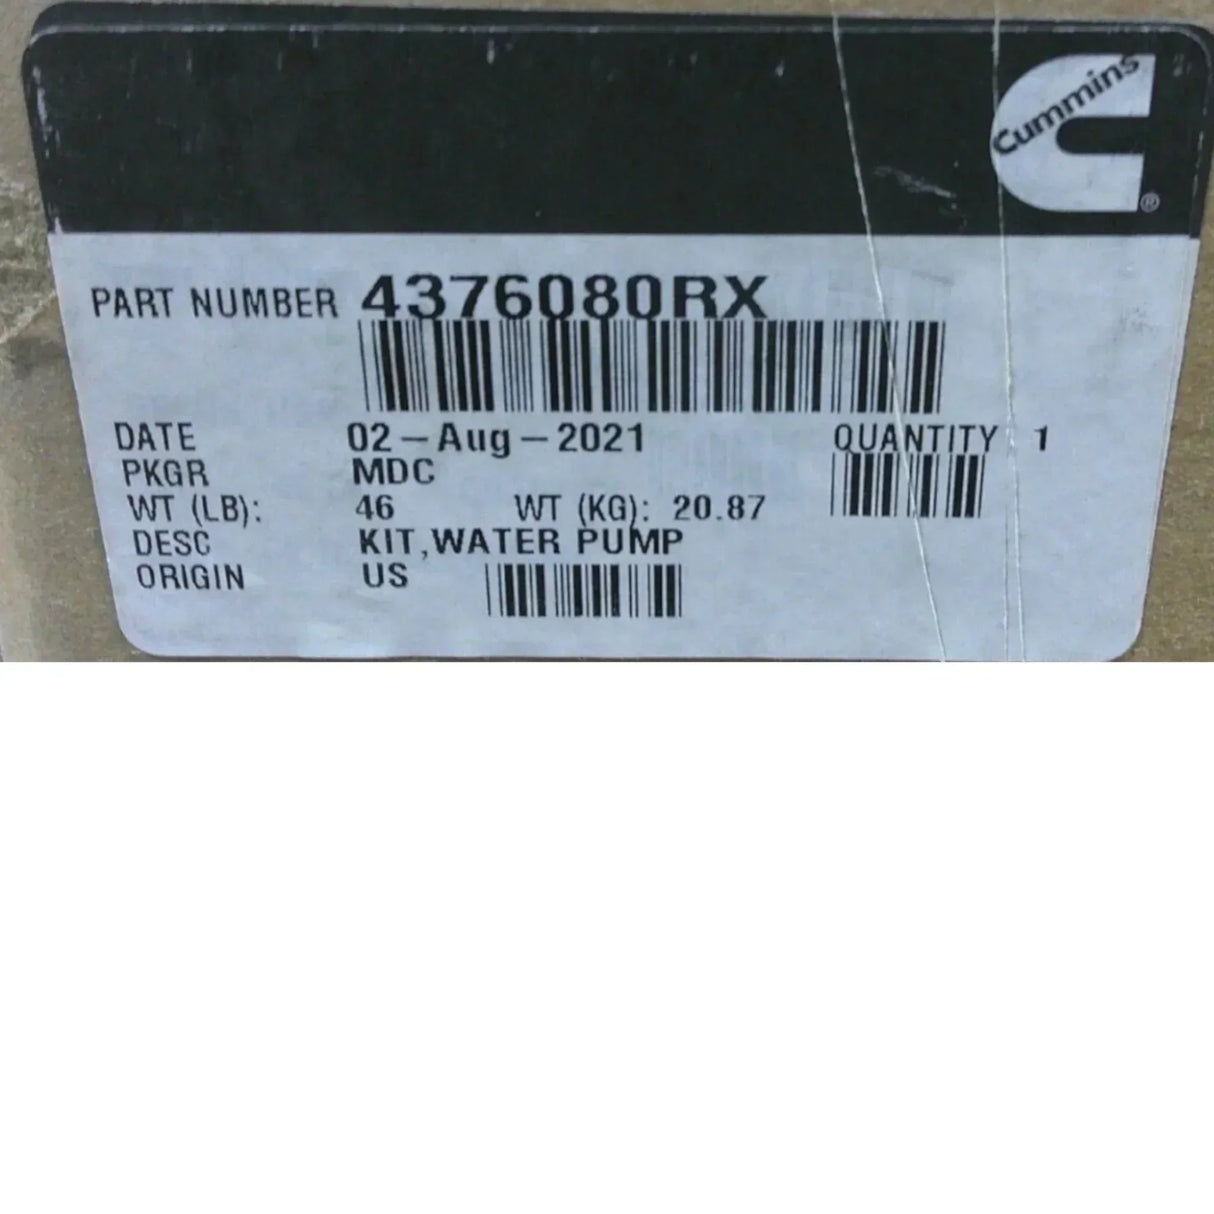 Cummins
®
PART NUMBER 4376080RX
DATE 02-Aug-2021 QUANTITY 1
PKGR MDC
WT (LB): 46 WT (KG): 20.87
DESC KIT,WATER PUMP
ORIGIN US